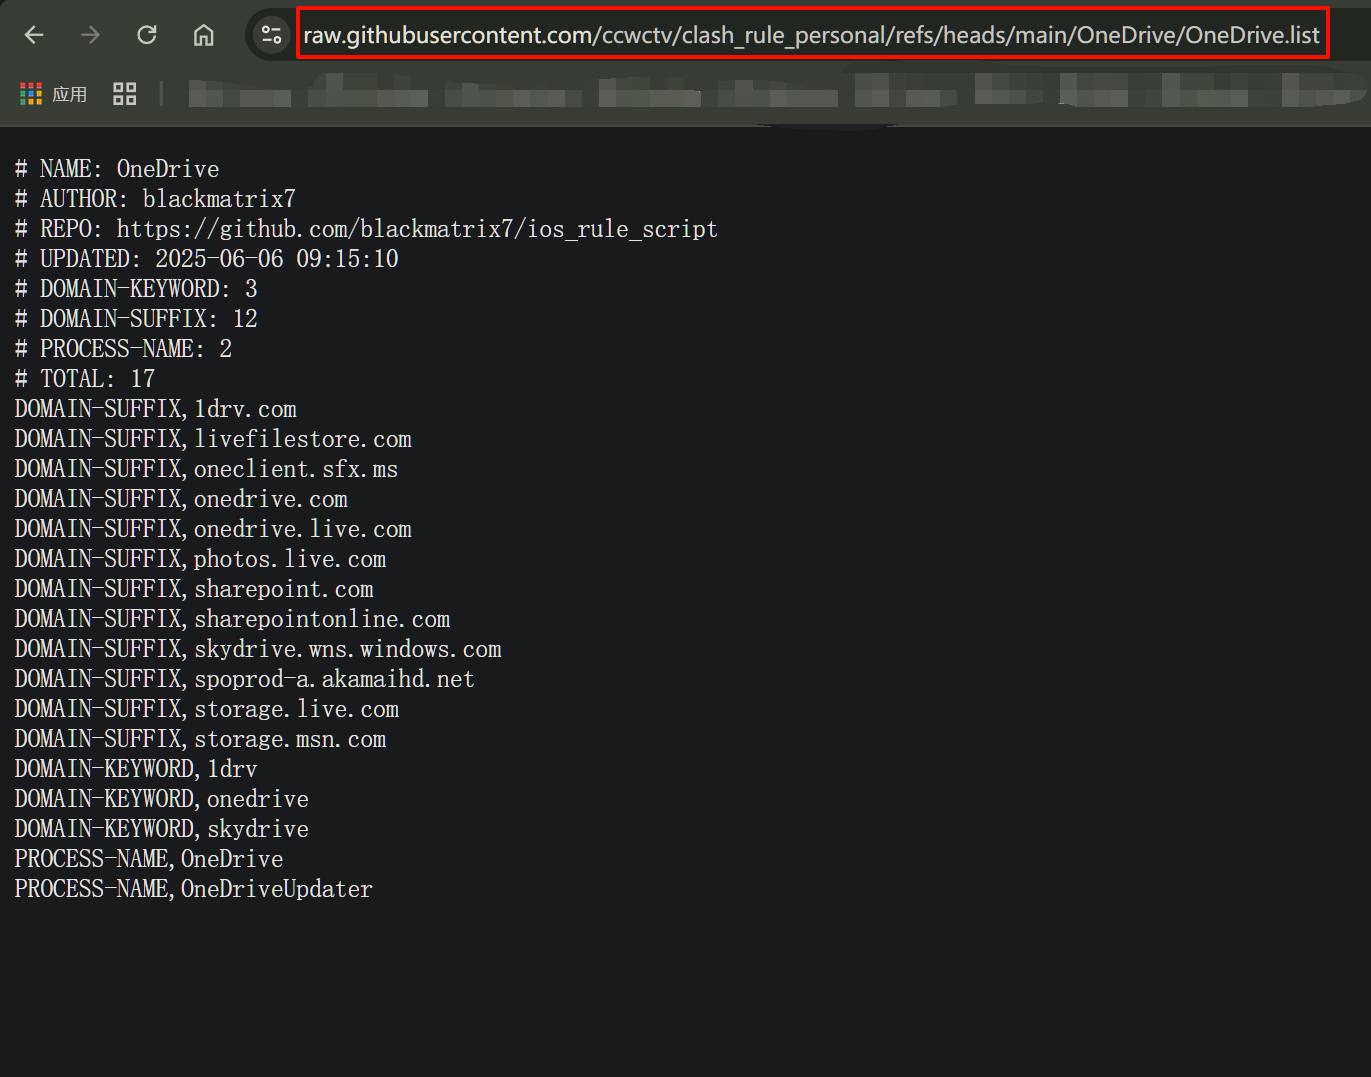 raw.githubusercontent.com/ccwctv/clash_rule_personal/refs/heads/main/OneDrive/OneDrive.list
应用
# NAME: OneDrive
# AUTHOR: blackmatrix7
# REPO: https://github.com/blackmatrix7/ios_rule_script
# UPDATED: 2025-06-06 09:15:10
# DOMAIN-KEYWORD: 3
# DOMAIN-SUFFIX: 12
# PROCESS-NAME: 2
# TOTAL: 17
DOMAIN-SUFFIX,1drv.com
DOMAIN-SUFFIX,livefilestore.com
DOMAIN-SUFFIX,oneclient.sfx.ms
DOMAIN-SUFFIX,onedrive.com
DOMAIN-SUFFIX,onedrive.live.com
DOMAIN-SUFFIX,photos.live.com
DOMAIN-SUFFIX,sharepoint.com
DOMAIN-SUFFIX,sharepointonline.com
DOMAIN-SUFFIX,skydrive.wns.windows.com
DOMAIN-SUFFIX,spoprod-a.akamaihd.net
DOMAIN-SUFFIX,storage.live.com
DOMAIN-SUFFIX,storage.msn.com
DOMAIN-KEYWORD,1drv
DOMAIN-KEYWORD,onedrive
DOMAIN-KEYWORD,skydrive
PROCESS-NAME,OneDrive
PROCESS-NAME,OneDriveUpdater